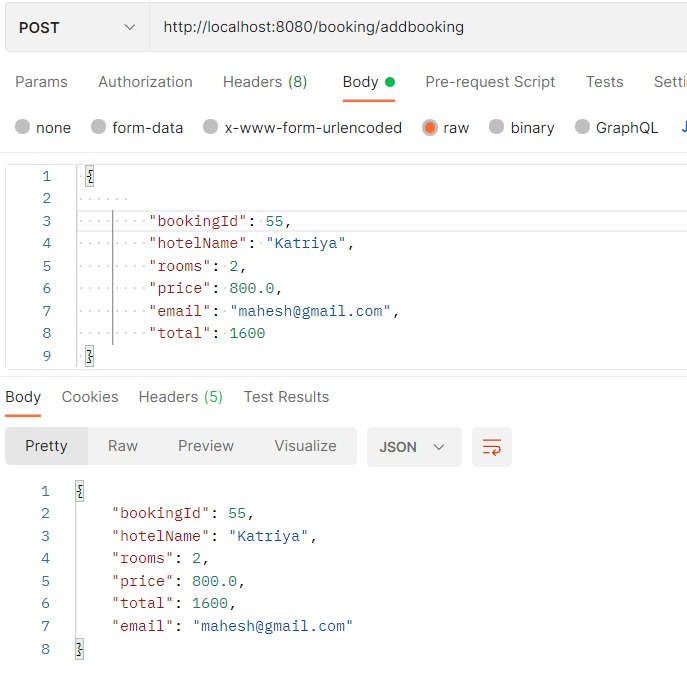 POST http://localhost:8080/booking/addbooking
Params Authorization Headers (8) Body Pre-request Script Tests Setti
none form-data x-www-form-urlencoded raw binary GraphQL J
1 {
2
3 "bookingId": 55,
4 "hotelName": "Katriya",
5 "rooms": 2,
6 "price": 800.0,
7 "email": "mahesh@gmail.com",
8 "total": 1600
9 }
Body Cookies Headers (5) Test Results
Pretty Raw Preview Visualize JSON
1 {
2 "bookingId": 55,
3 "hotelName": "Katriya",
4 "rooms": 2,
5 "price": 800.0,
6 "total": 1600,
7 "email": "mahesh@gmail.com"
8 }